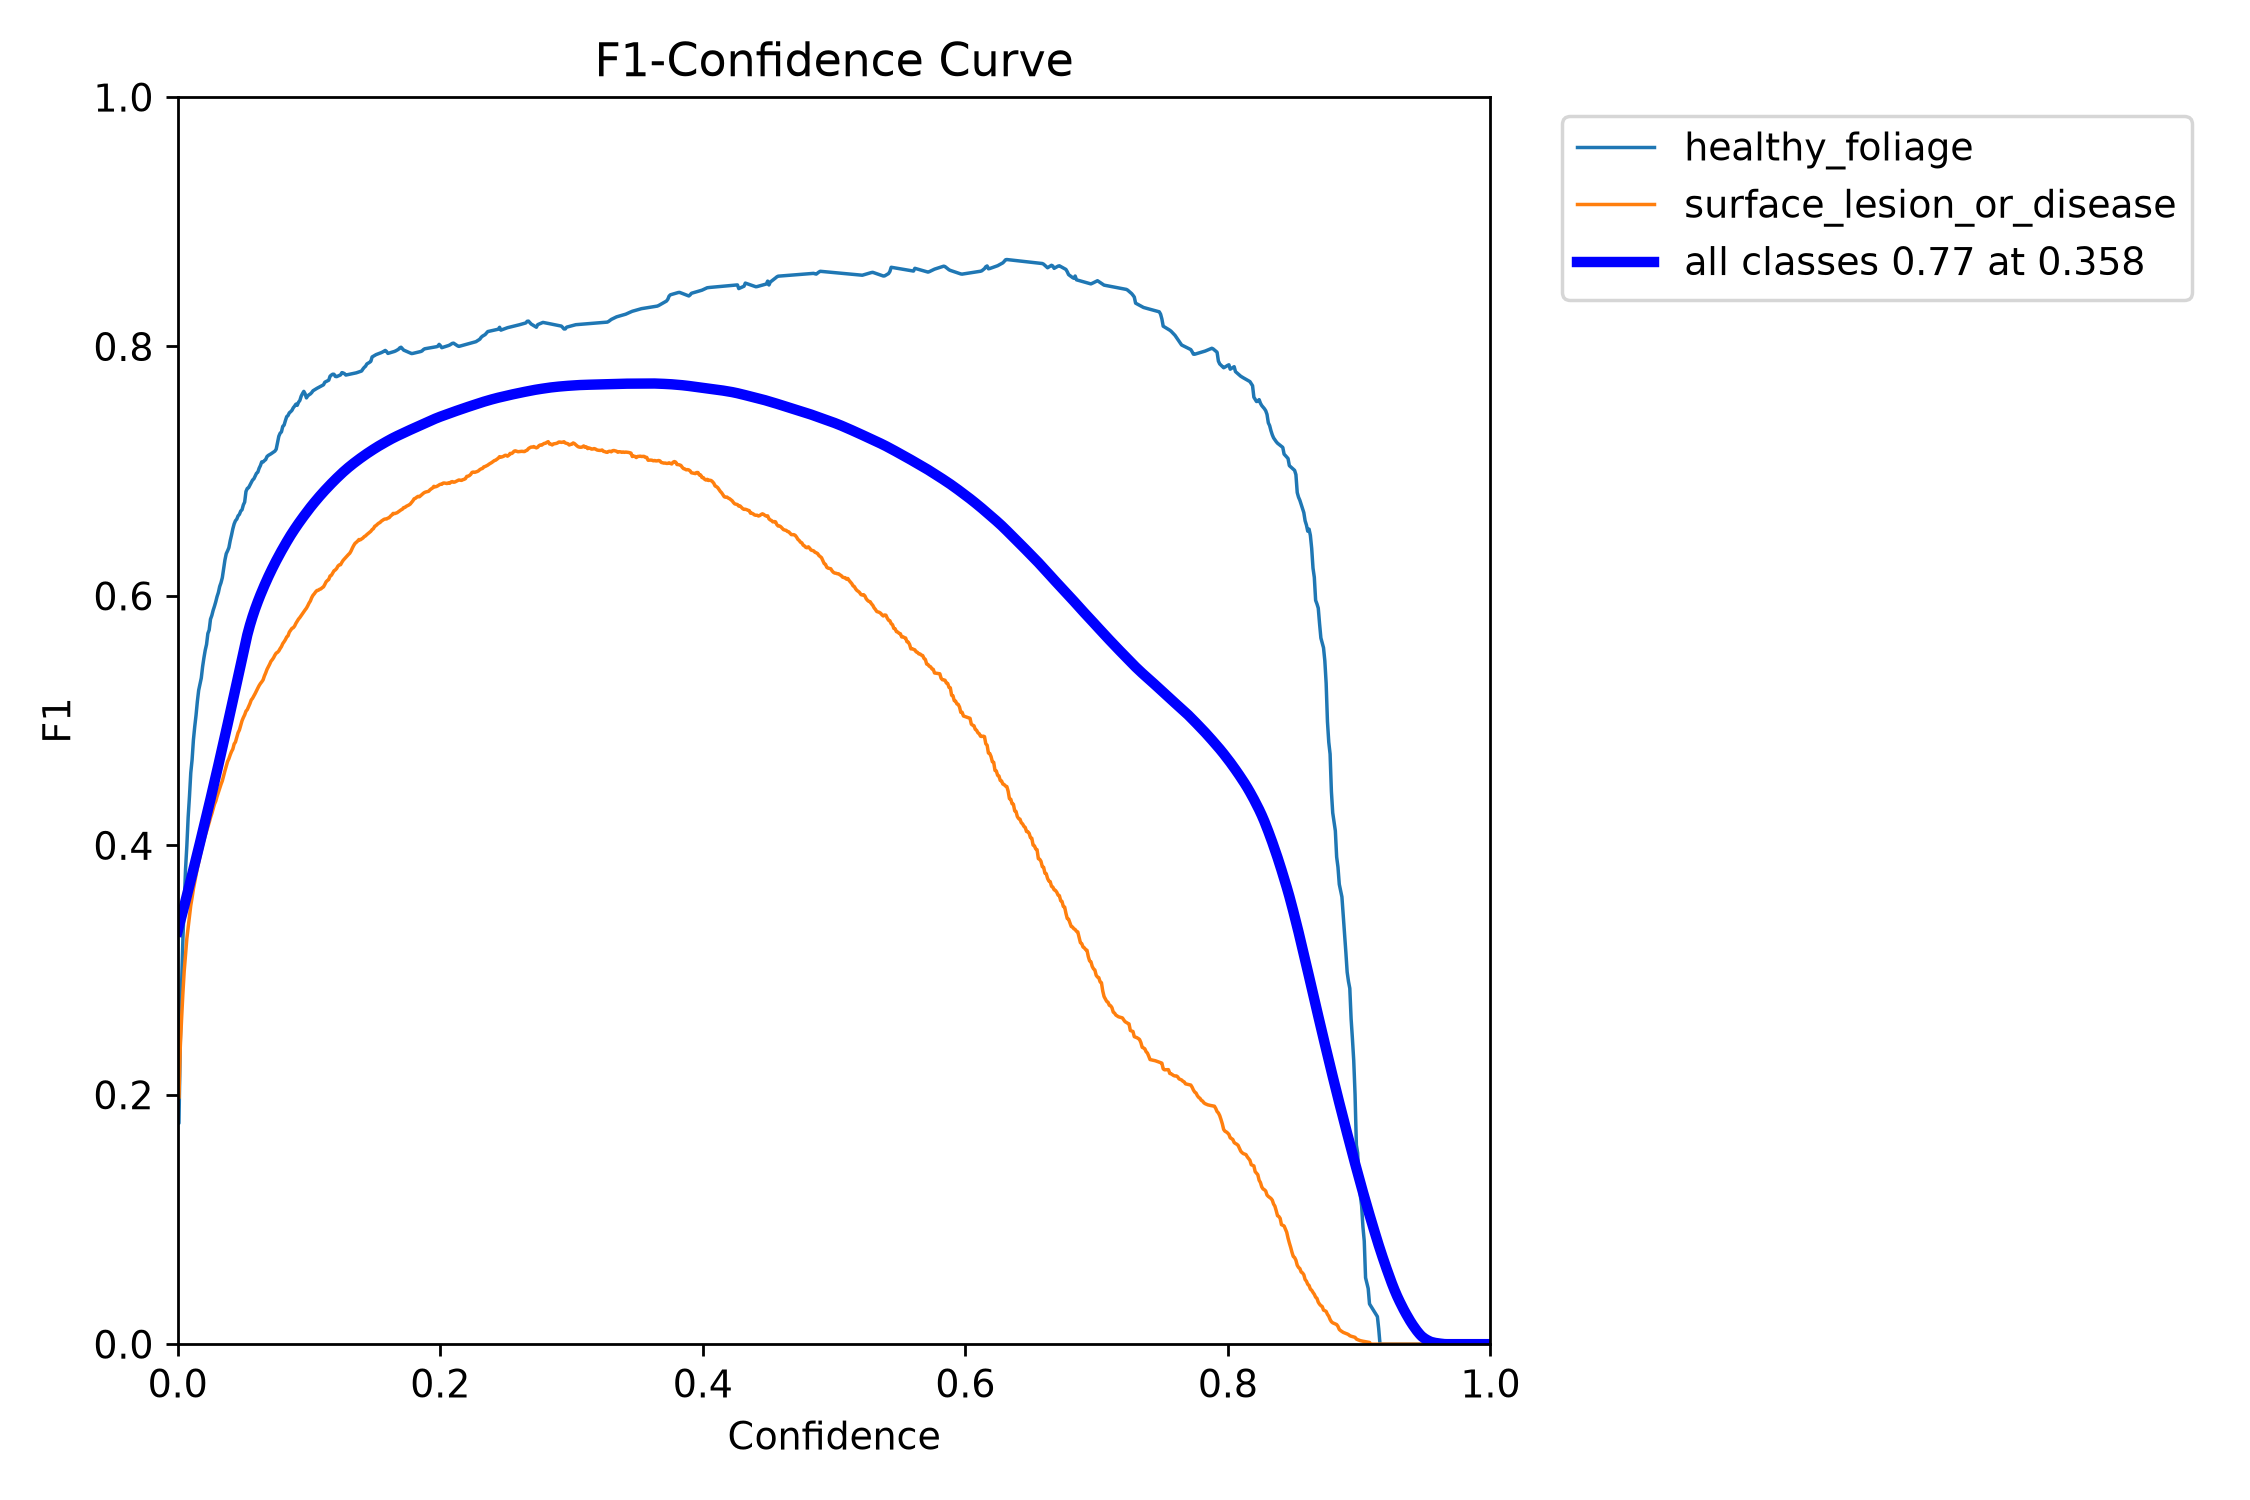 F1-Confidence Curve
1.0
0.8
0.6
0.4
0.2
0.0
F1
0.0 0.2 0.4 0.6 0.8 1.0
Confidence
healthy_foliage
surface_lesion_or_disease
all classes 0.77 at 0.358